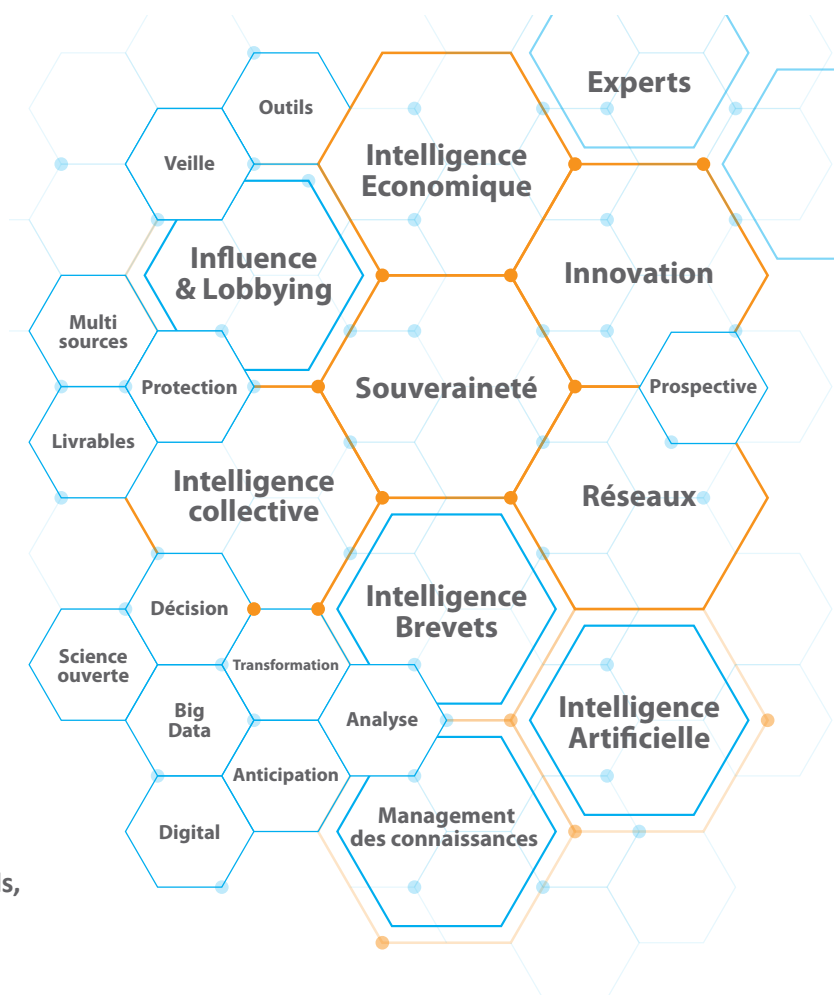 Experts
Outils
Veille
Intelligence
Economique
Influence
& Lobbying
Innovation
Multi
sources
Protection
Souveraineté
Prospective
Livrables
Intelligence
collective
Réseaux
Décision
Intelligence
Brevets
Science
ouverte
Transformation
Big
Data
Analyse
Intelligence
Artificielle
Anticipation
Digital
Management
des connaissances